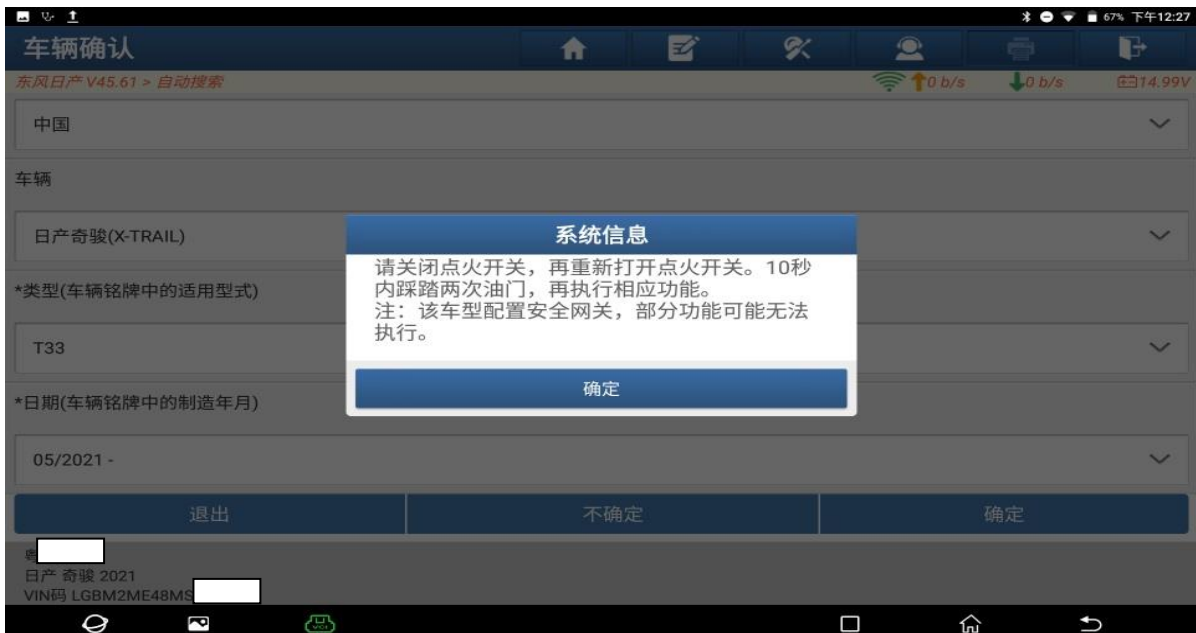 67% 下午12:27
车辆确认
东风日产 V45.61 > 自动搜索
0 b/s
0 b/s
14.99V
中国
车辆
日产奇骏(X-TRAIL)
*类型(车辆铭牌中的适用型式)
T33
*日期(车辆铭牌中的制造年月)
05/2021 -
系统信息
请关闭点火开关，再重新打开点火开关。10秒
内踩踏两次油门，再执行相应功能。
注：该车型配置安全网关，部分功能可能无法
执行。
确定
退出
不确定
确定
粤
日产 奇骏 2021
VIN码 LGBM2ME48MS
VCI